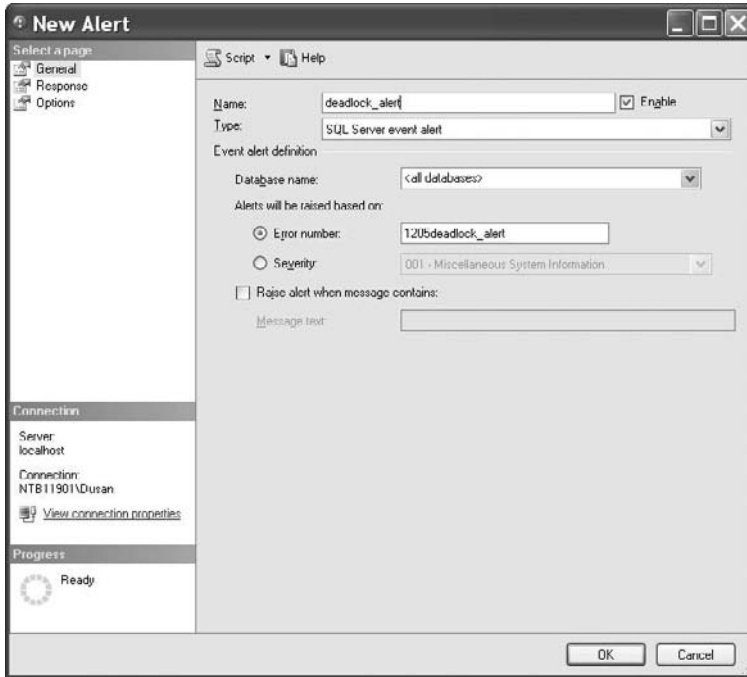 New Alert
Select a page
General
Response
Options
Script
Help
Name:
deadlock_alert
Enable
Type:
SQL Server event alert
Event alert definition
Database name:
<all databases>
Alerts will be raised based on:
Error number:
1205deadlock_alert
Severity:
001 - Miscellaneous System Information
Raise alert when message contains:
Message text:
Connection
Server:
localhost
Connection:
NTB11901\Dusan
View connection properties
Progress
Ready
OK
Cancel